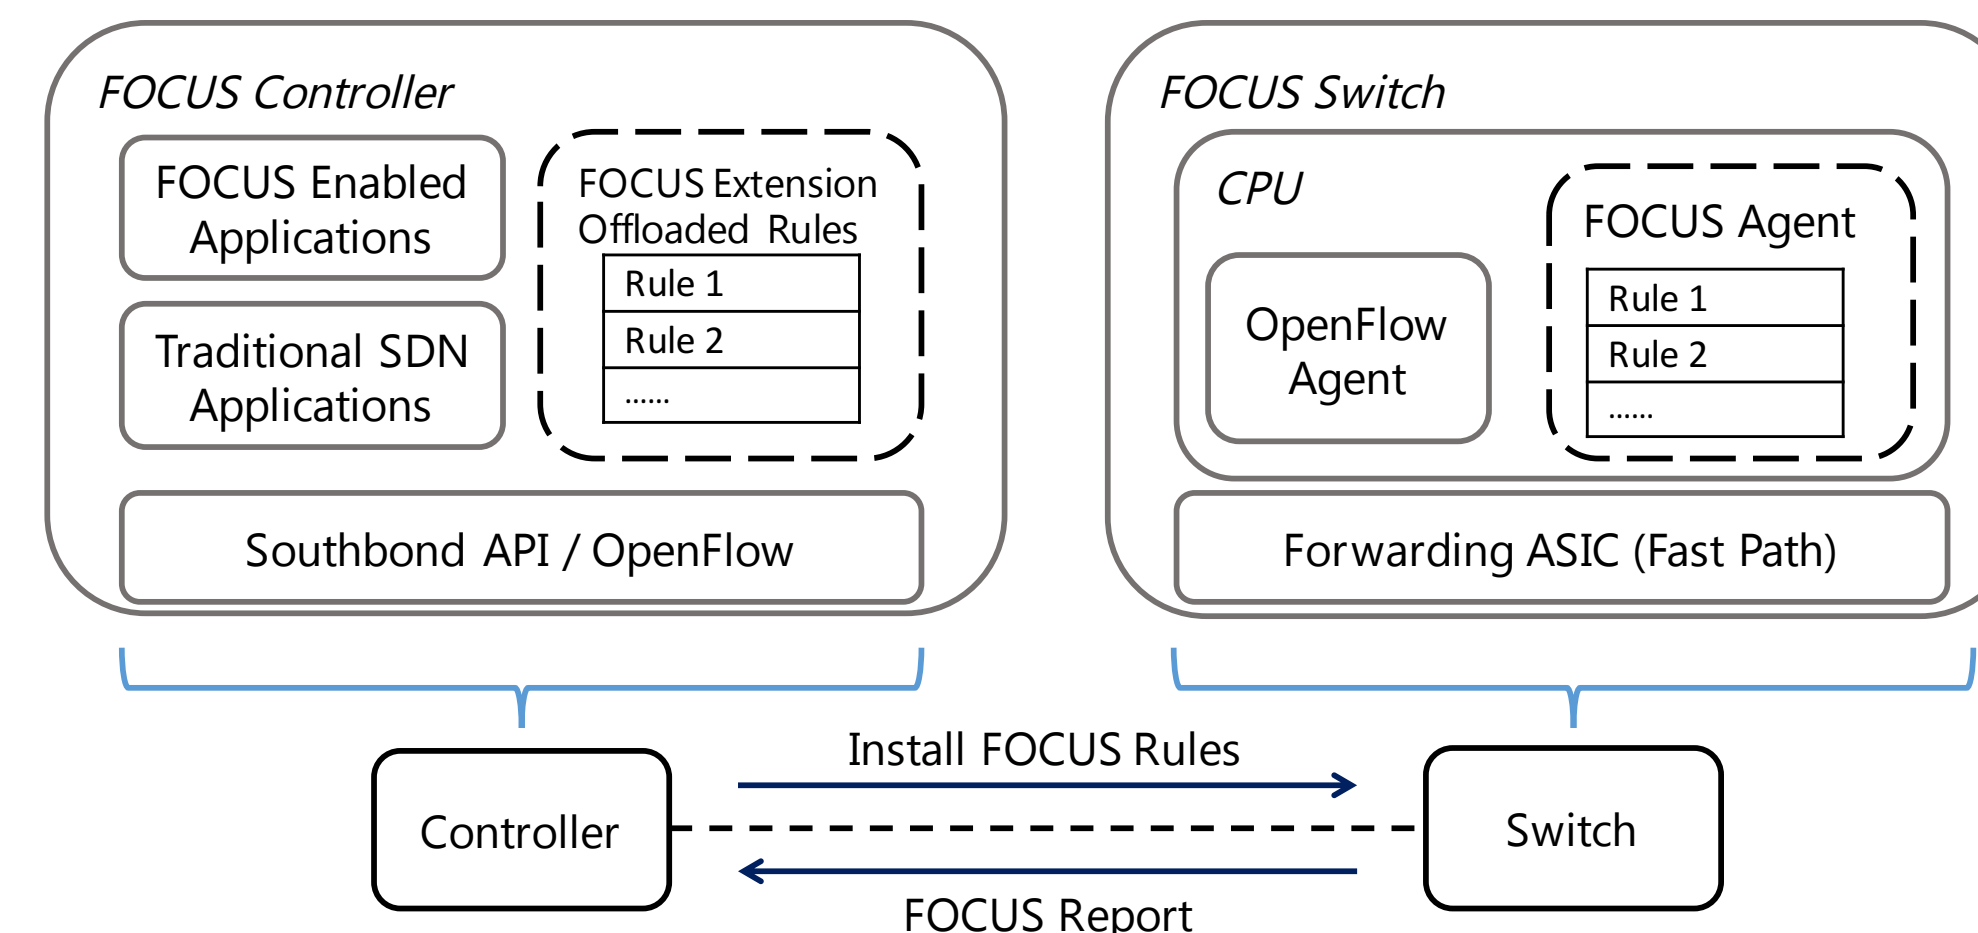 FOCUS Controller
FOCUS Enabled
Applications
Traditional SDN
Applications
FOCUS Extension
Offloaded Rules
Rule 1
Rule 2
......
Southbond API / OpenFlow
FOCUS Switch
CPU
OpenFlow
Agent
FOCUS Agent
Rule 1
Rule 2
......
Forwarding ASIC (Fast Path)
Install FOCUS Rules
Controller
Switch
FOCUS Report